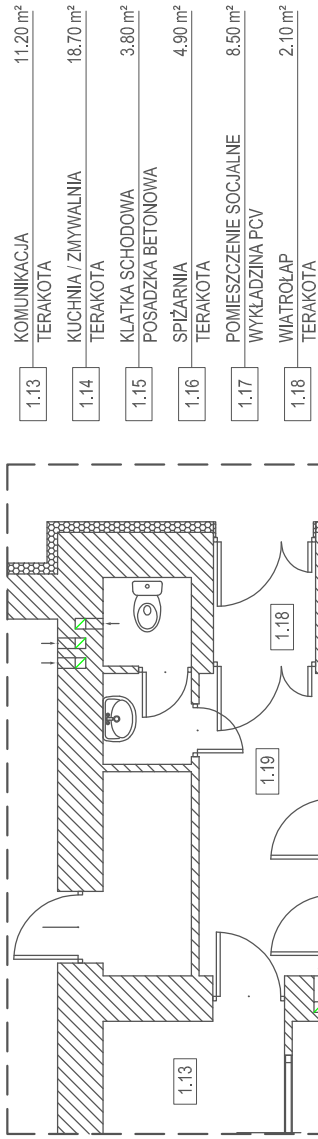 1.13 KOMUNIKACJA 11.20 m²
TERAKOTA
1.14 KUCHNIA / ZMYWALNIA 18.70 m²
TERAKOTA
1.15 KLATKA SCHODOWA 3.80 m²
POSADZKA BETONOWA
1.16 SPIŻARNIA 4.90 m²
TERAKOTA
1.17 POMIESZCZENIE SOCJALNE 8.50 m²
WYKŁADZINA PCV
1.18 WIATROŁAP 2.10 m²
TERAKOTA
1.13
1.19
1.18